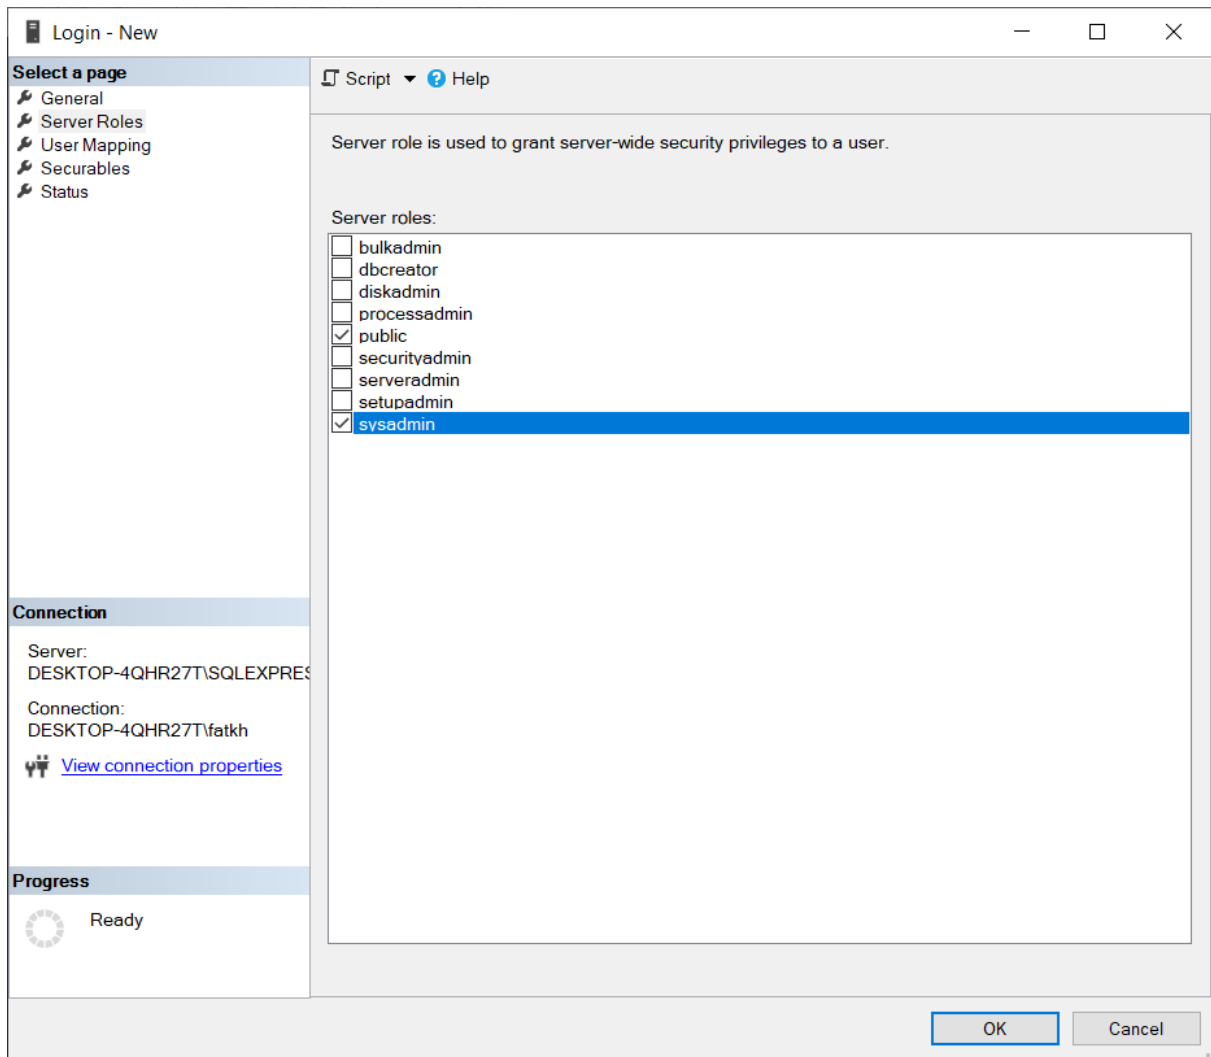 Login - New
Select a page
General
Server Roles
User Mapping
Securables
Status
Script
Help
Server role is used to grant server-wide security privileges to a user.
Server roles:
bulkadmin
dbcreator
diskadmin
processadmin
public
securityadmin
serveradmin
setupadmin
sysadmin
Connection
Server:
DESKTOP-4QHR27T\SQLEXPRES
Connection:
DESKTOP-4QHR27T\fatkh
View connection properties
Progress
Ready
OK
Cancel